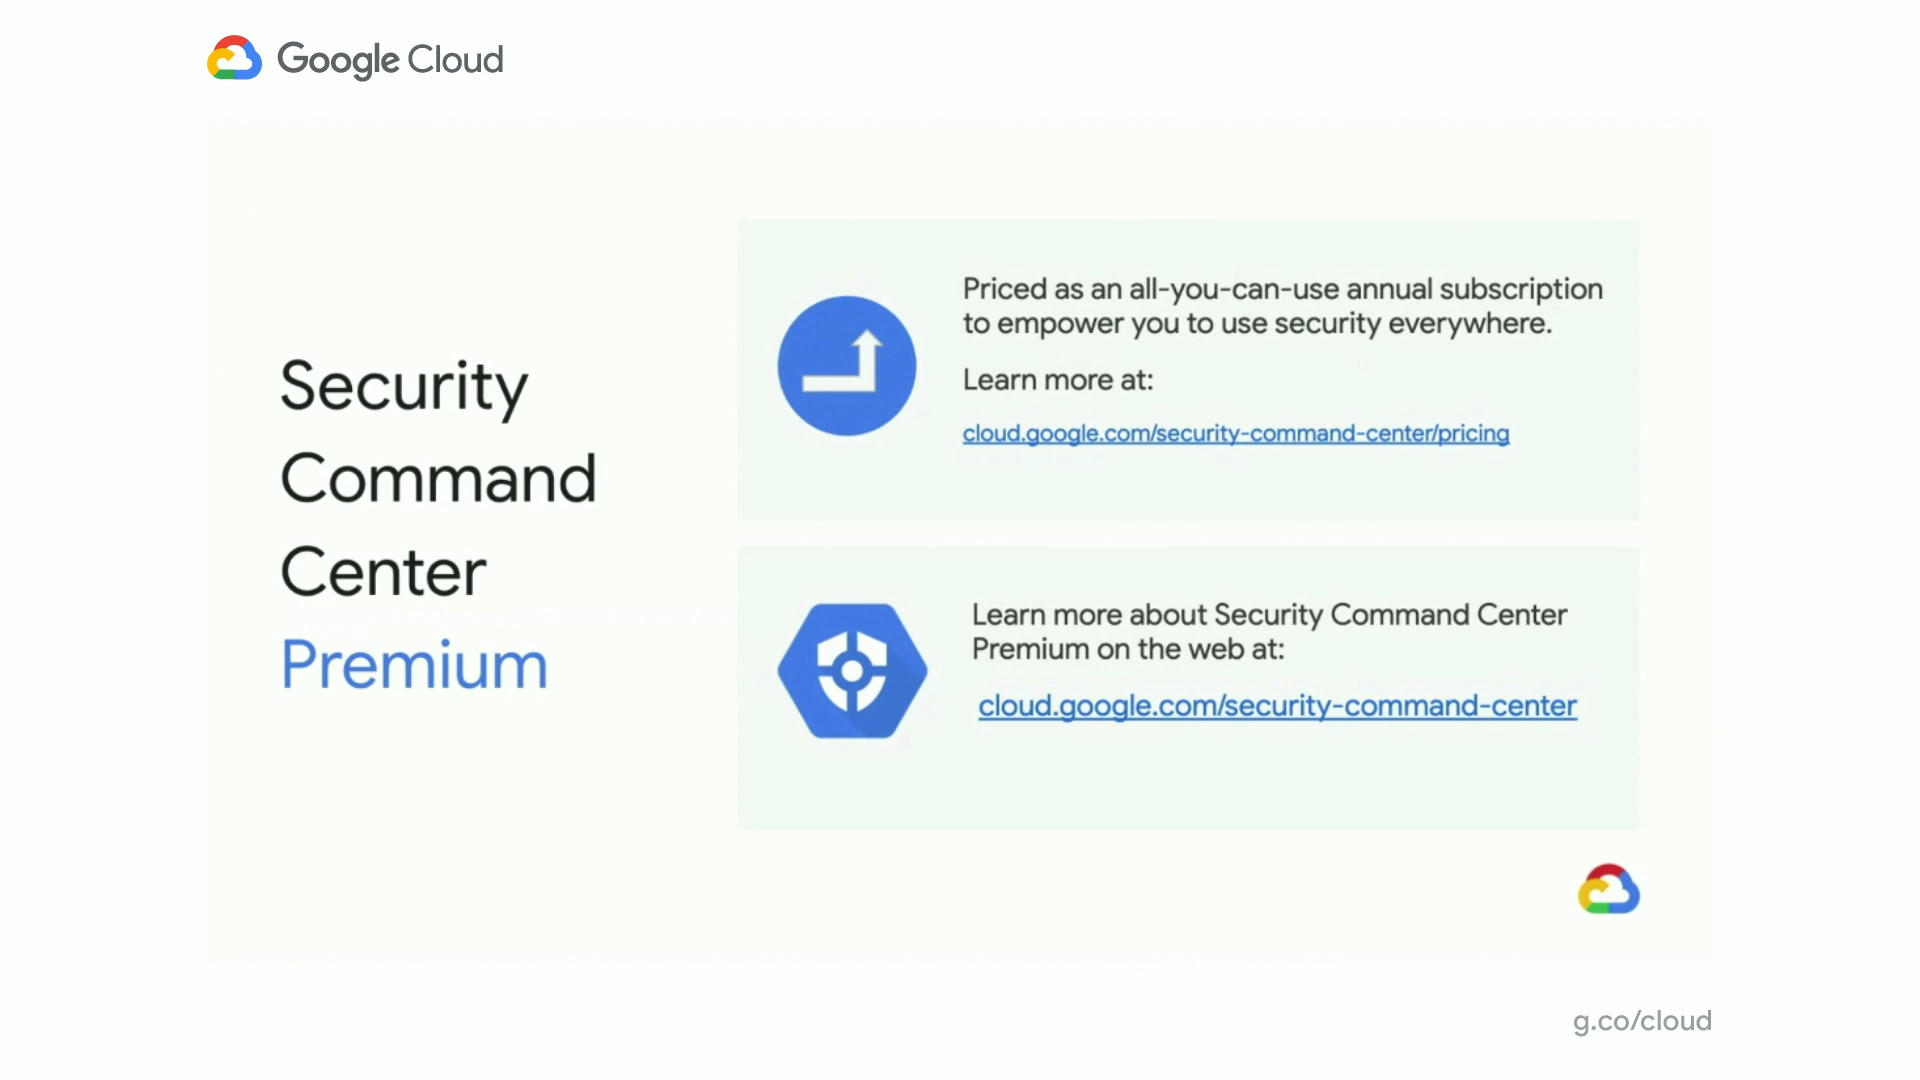 Google Cloud
Security
Command
Center
Premium
Priced as an all-you-can-use annual subscription
to empower you to use security everywhere.
Learn more at:
cloud.google.com/security-command-center/pricing
Learn more about Security Command Center
Premium on the web at:
cloud.google.com/security-command-center
g.co/cloud